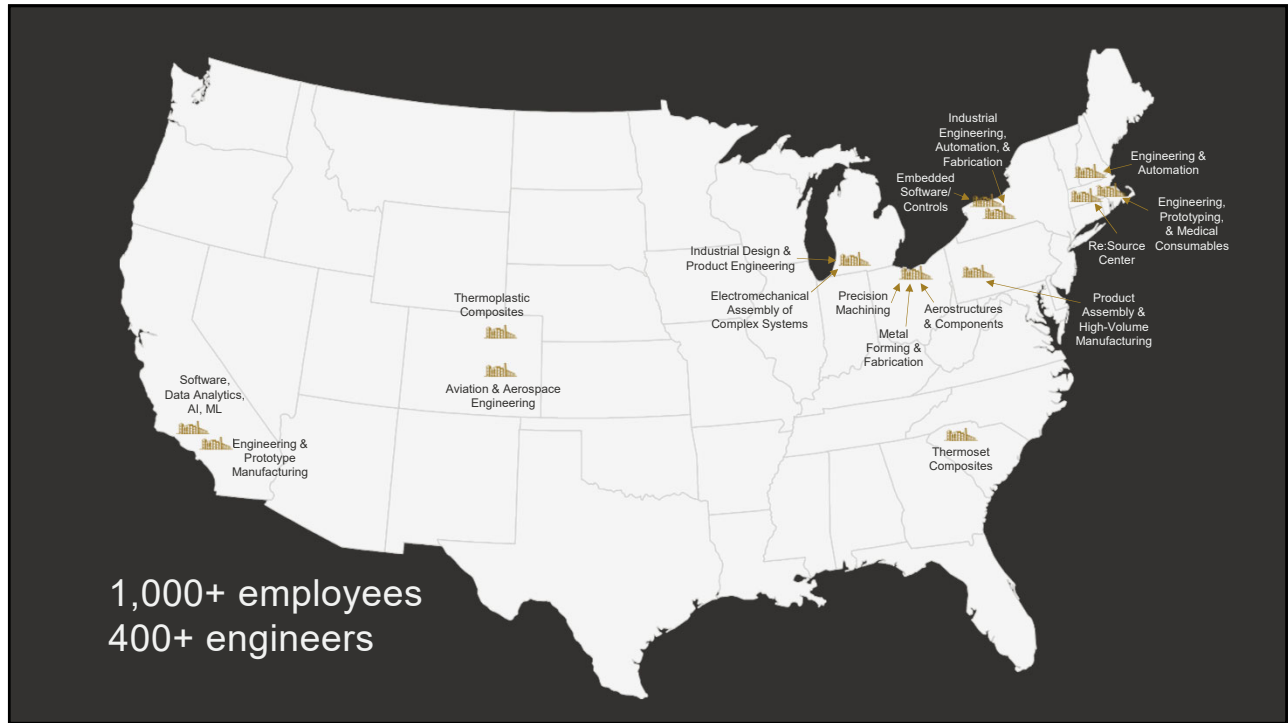 Industrial
Engineering,
Automation, &
Fabrication
Embedded
Software/
Controls
Engineering &
Automation
Engineering,
Prototyping,
& Medical
Consumables
Re:Source
Center
Industrial Design &
Product Engineering
Electromechanical
Assembly of
Complex Systems
Precision
Machining
Metal
Forming &
Fabrication
Aerostructures
& Components
Product
Assembly &
High-Volume
Manufacturing
Thermoplastic
Composites
Aviation & Aerospace
Engineering
Software,
Data Analytics,
AI, ML
Engineering &
Prototype
Manufacturing
Thermoset
Composites
1,000+ employees
400+ engineers